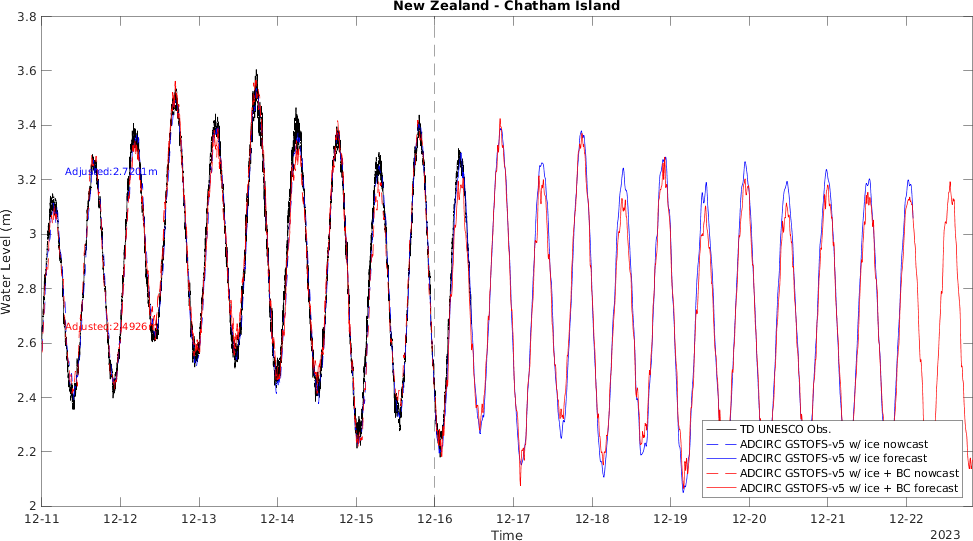 New Zealand - Chatham Island
3.8
3.6
3.4
3.2
3
2.8
2.6
2.4
2.2
2
Water Level (m)
Adjusted:2.7201m
Adjusted:2.4926
12-11
12-12
12-13
12-14
12-15
12-16
12-17
12-18
12-19
12-20
12-21
12-22
Time
2023
TD UNESCO Obs.
ADCIRC GSTOFS-v5 w/ ice nowcast
ADCIRC GSTOFS-v5 w/ ice forecast
ADCIRC GSTOFS-v5 w/ ice + BC nowcast
ADCIRC GSTOFS-v5 w/ ice + BC forecast